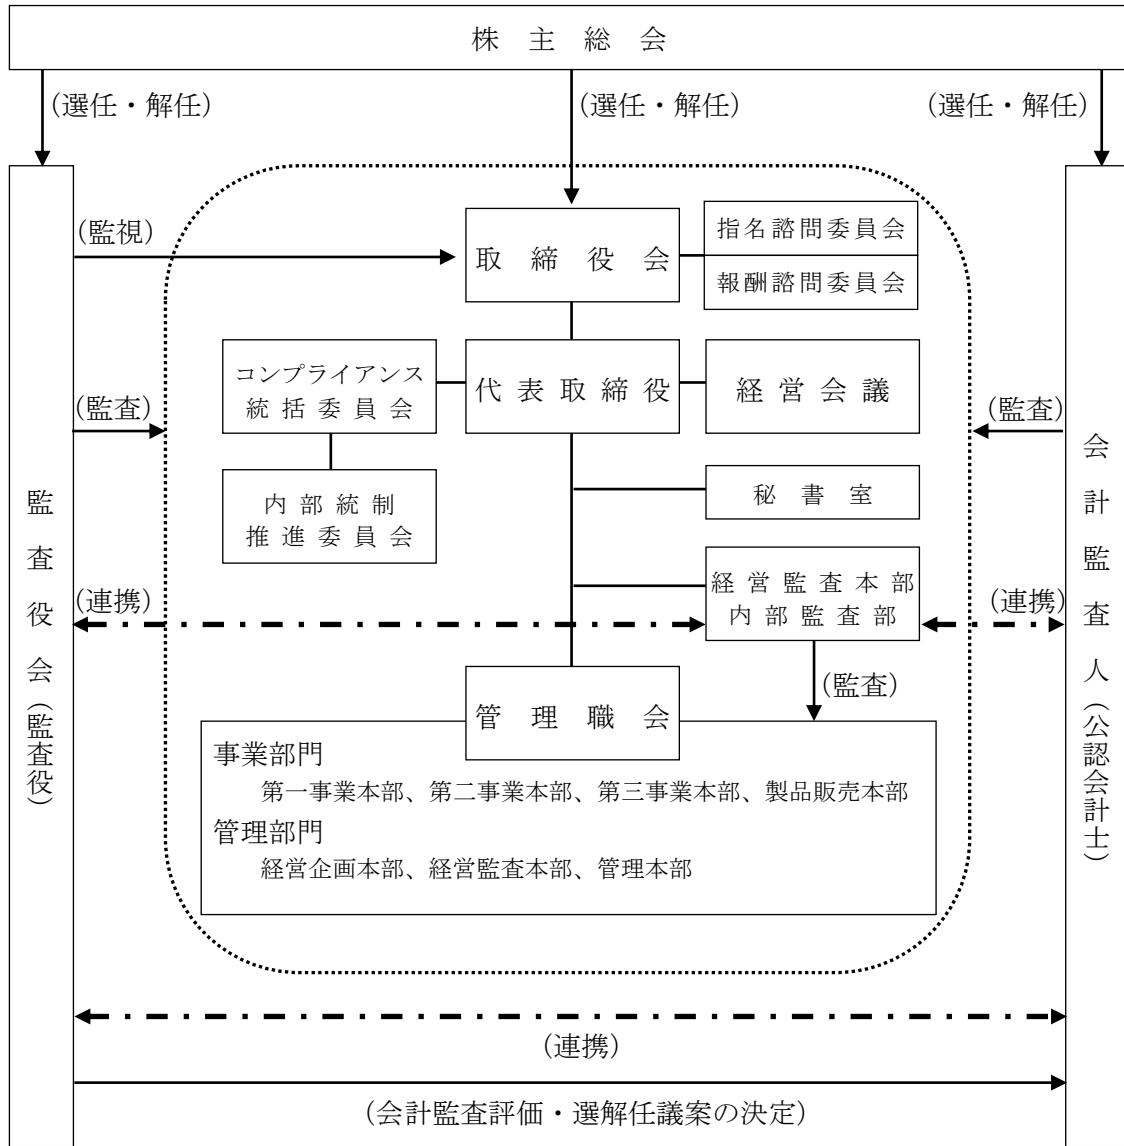 株主総会
(選任・解任)
(選任・解任)
(選任・解任)
(監視)
取締役会
指名諮問委員会
報酬諮問委員会
コンプライアンス
統括委員会
代表取締役
経営会議
(監査)
(監査)
内部統制
推進委員会
秘書室
経営監査本部
内部監査部
(連携)
(連携)
監査役会(監査役)
会計監査人(公認会計士)
(監査)
管理職会
事業部門
第一事業本部、第二事業本部、第三事業本部、製品販売本部
管理部門
経営企画本部、経営監査本部、管理本部
(連携)
(会計監査評価・選解任議案の決定)